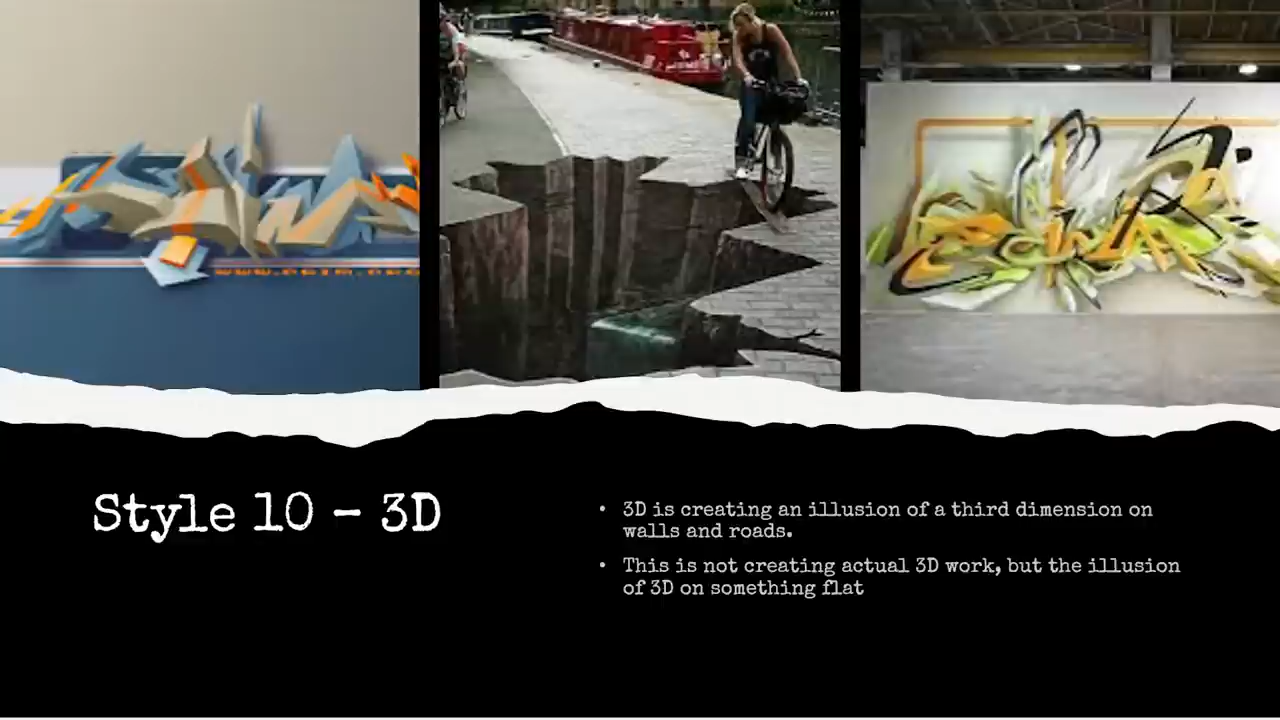 Style 10 – 3D
• 3D is creating an illusion of a third dimension on
walls and roads.
• This is not creating actual 3D work, but the illusion
of 3D on something flat